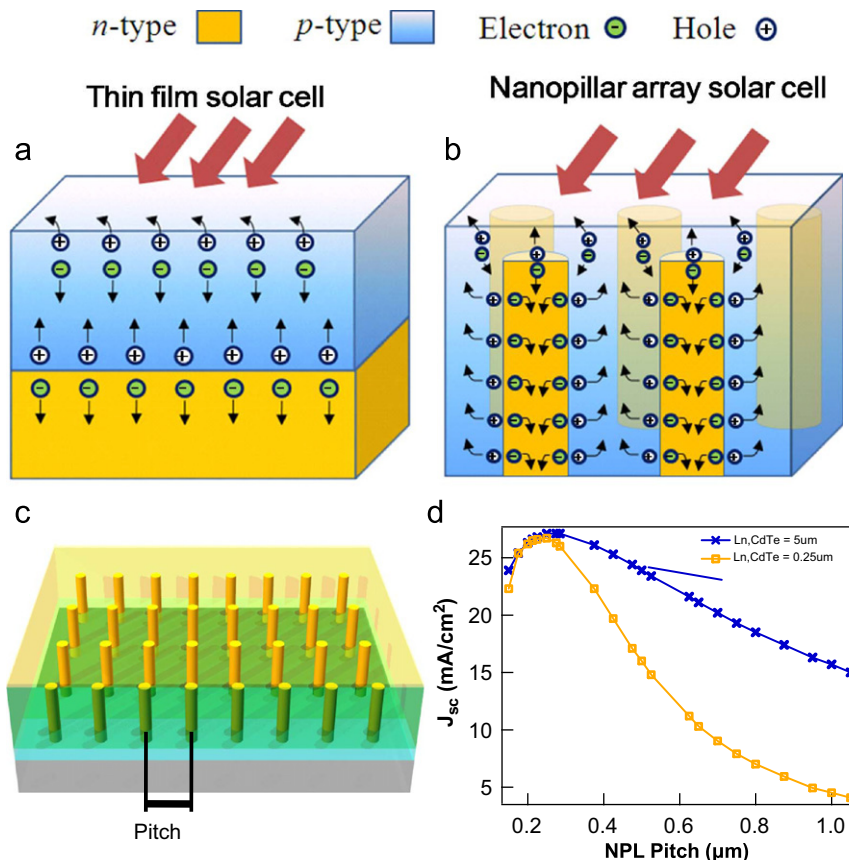 n-type p-type Electron Hole
Thin film solar cell
Nanopillar array solar cell
a
b
c
Pitch
d
Ln,CdTe = 5um
Ln,CdTe = 0.25um
25
20
15
10
5
Jsc (mA/cm²)
0.2 0.4 0.6 0.8 1.0
NPL Pitch (μm)